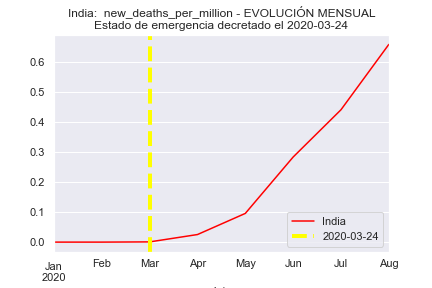 India:  new_deaths_per_million - EVOLUCIÓN MENSUAL
Estado de emergencia decretado el 2020-03-24
0.6
0.5
0.4
0.3
0.2
0.1
0.0
India
2020-03-24
Jan Feb Mar Apr May Jun Jul Aug
2020